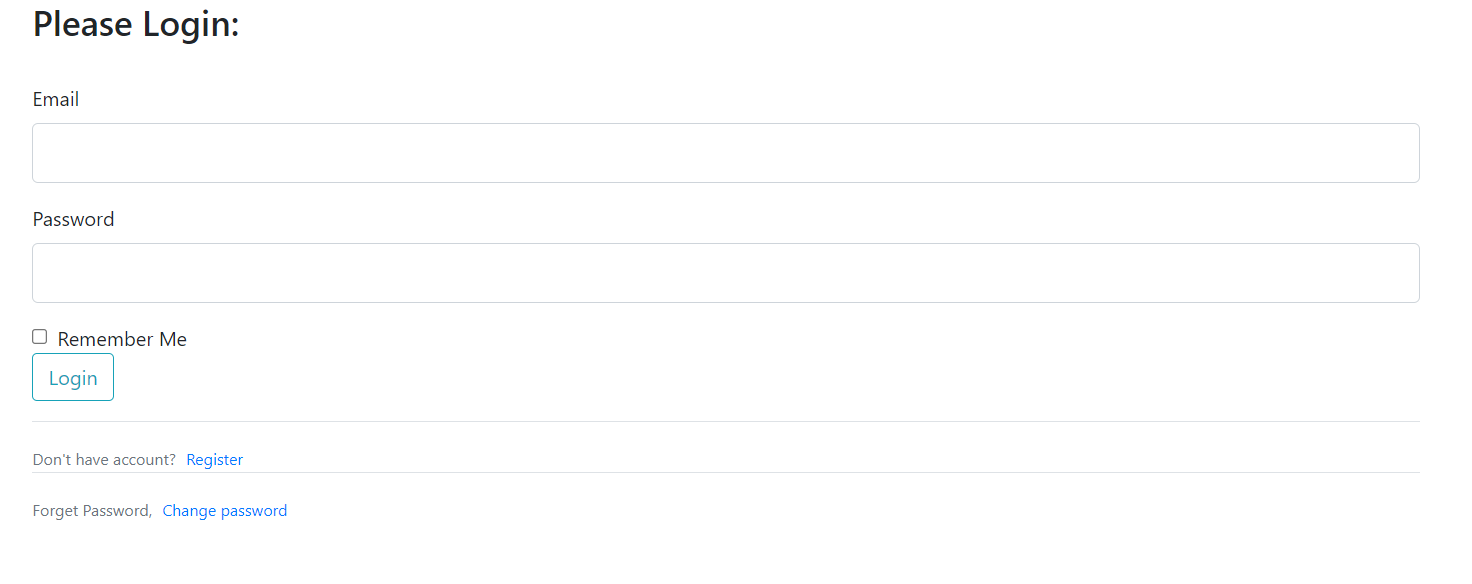 Please Login:
Email
Password
Remember Me
Login
Don't have account? Register
Forget Password, Change password